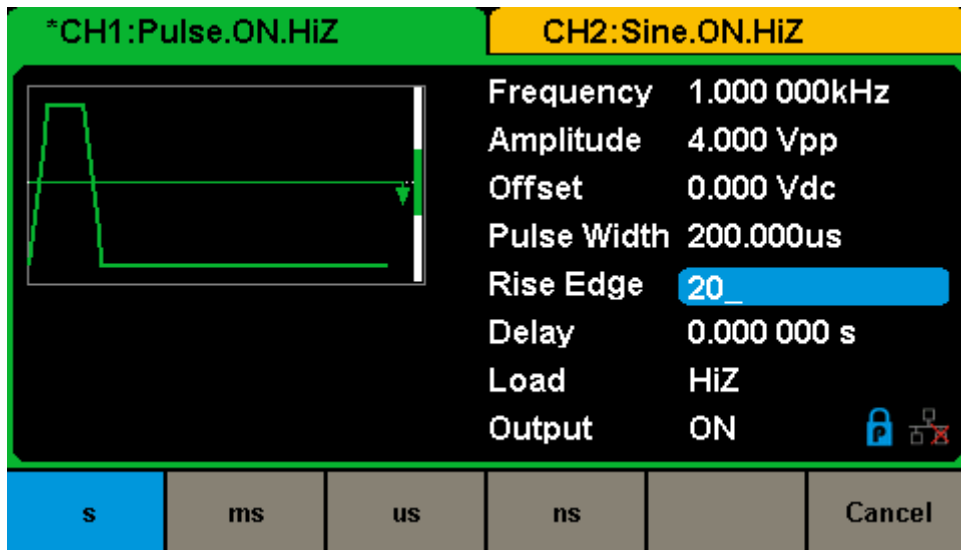 *CH1:Pulse.ON.HiZ
CH2:Sine.ON.HiZ
Frequency 1.000 000kHz
Amplitude 4.000 Vpp
Offset 0.000 Vdc
Pulse Width 200.000us
Rise Edge 20_
Delay 0.000 000 s
Load HiZ
Output ON
P
s ms us ns Cancel